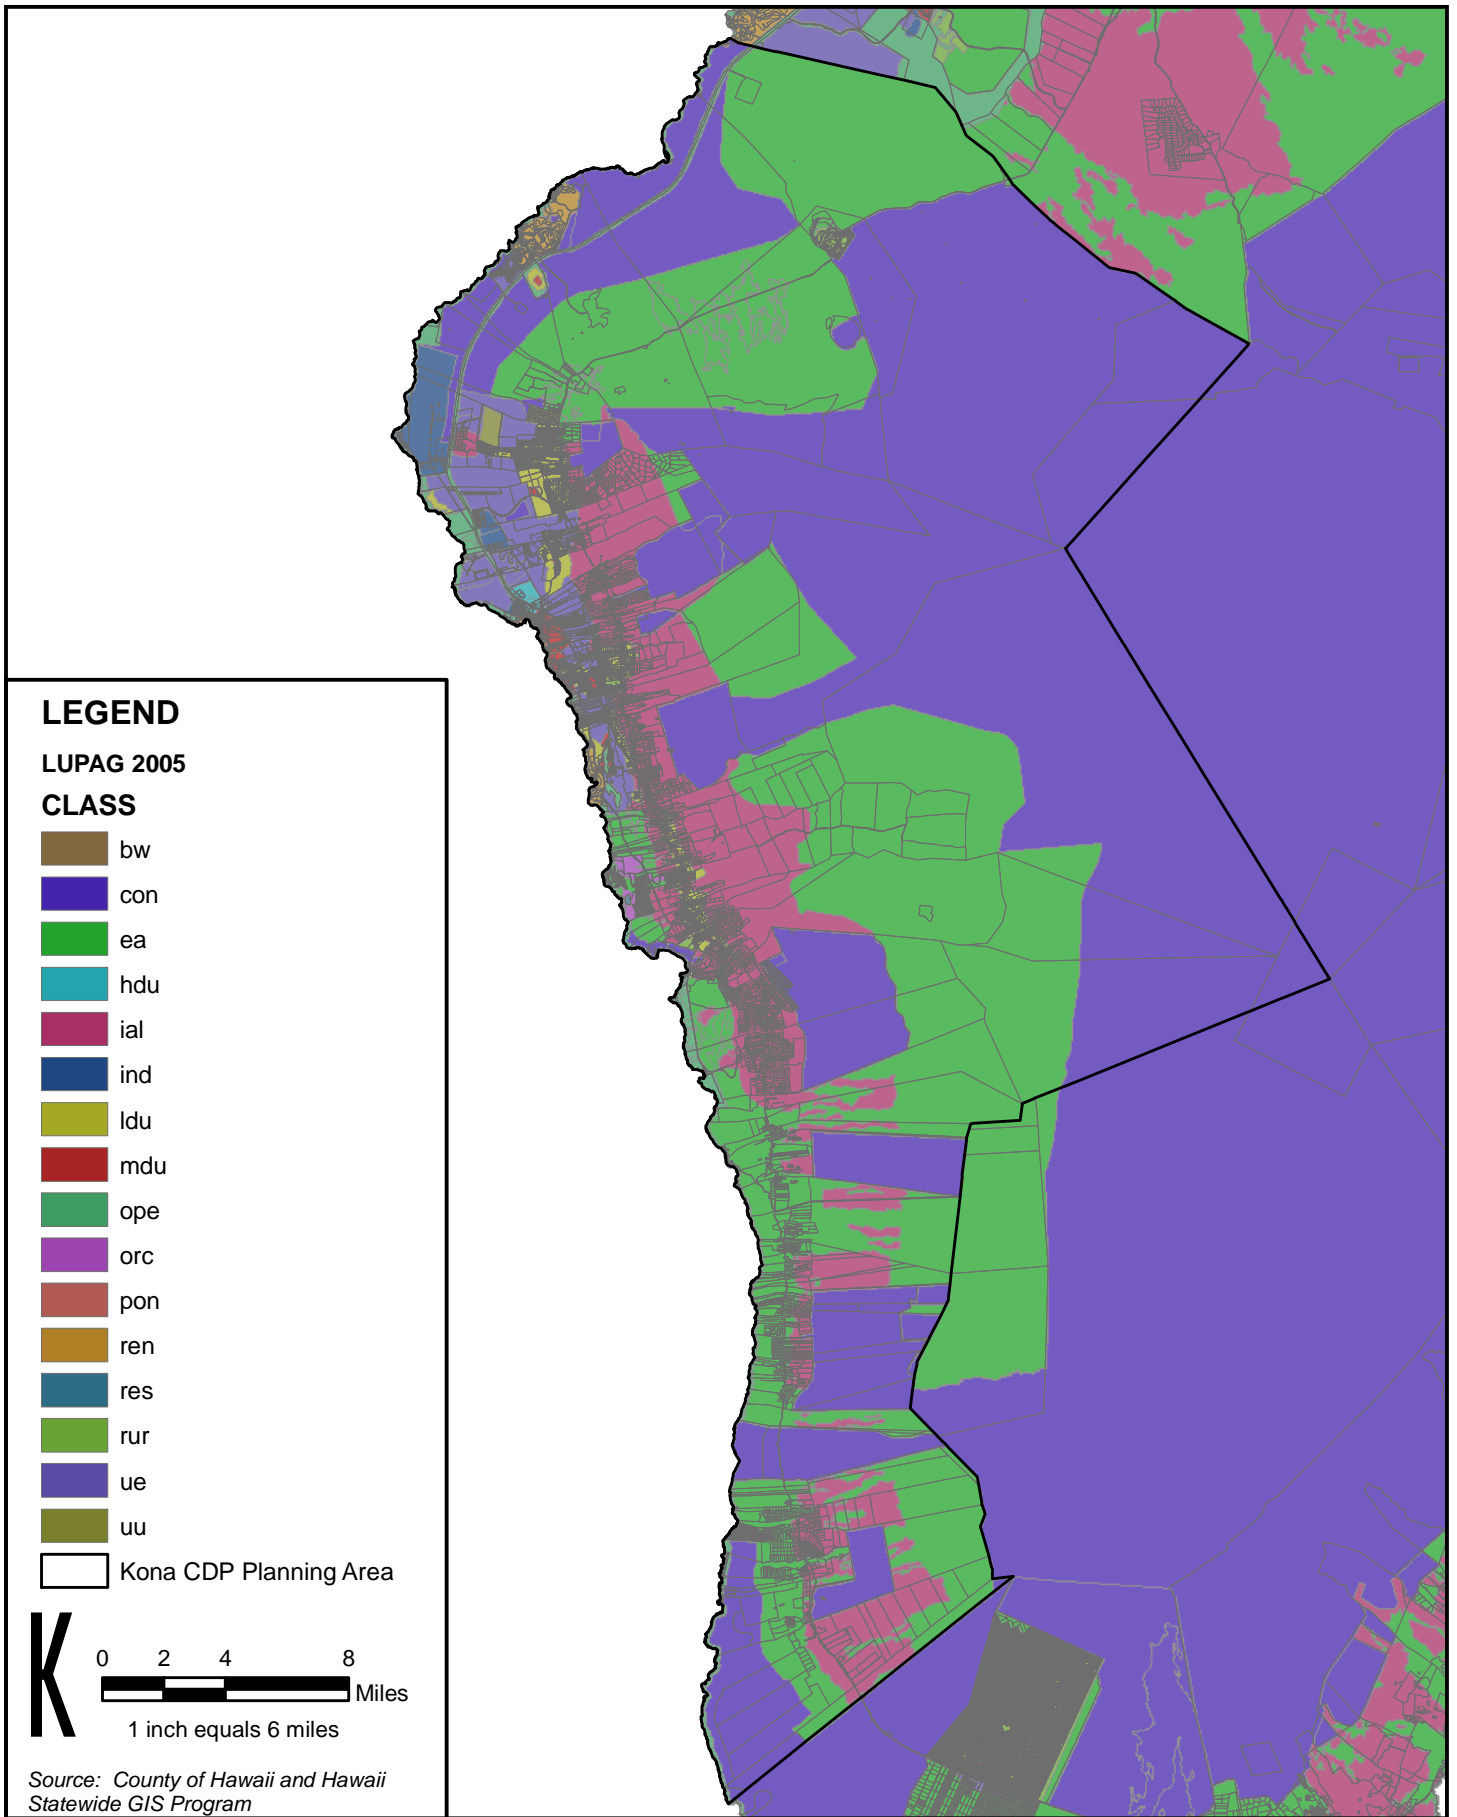 LEGEND
LUPAG 2005
CLASS
bw
con
ea
hdu
ial
ind
ldu
mdu
ope
orc
pon
ren
res
rur
ue
uu
Kona CDP Planning Area
K
0 2 4 8
Miles
1 inch equals 6 miles
Source: County of Hawaii and Hawaii
Statewide GIS Program